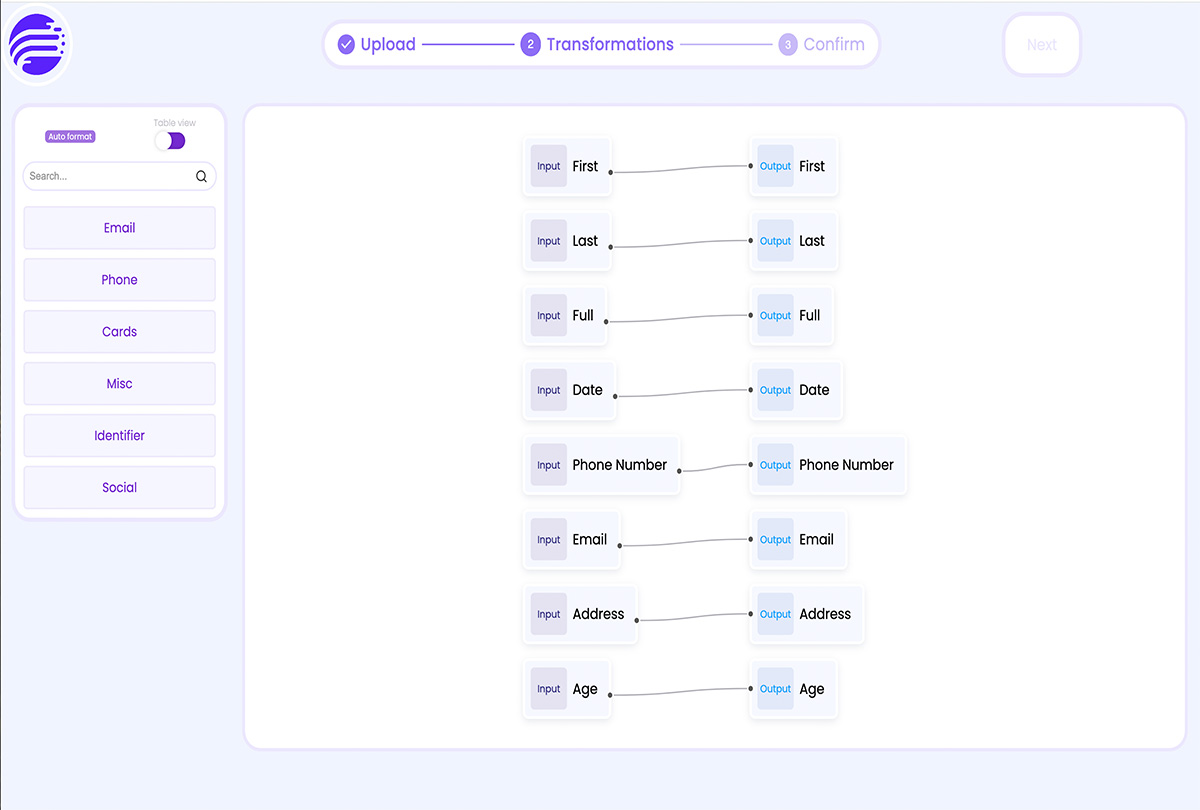 Upload
2 Transformations
3 Confirm
Next
Auto format
Table view
Search...
Email
Phone
Cards
Misc
Identifier
Social
Input First Output First
Input Last Output Last
Input Full Output Full
Input Date Output Date
Input Phone Number Output Phone Number
Input Email Output Email
Input Address Output Address
Input Age Output Age